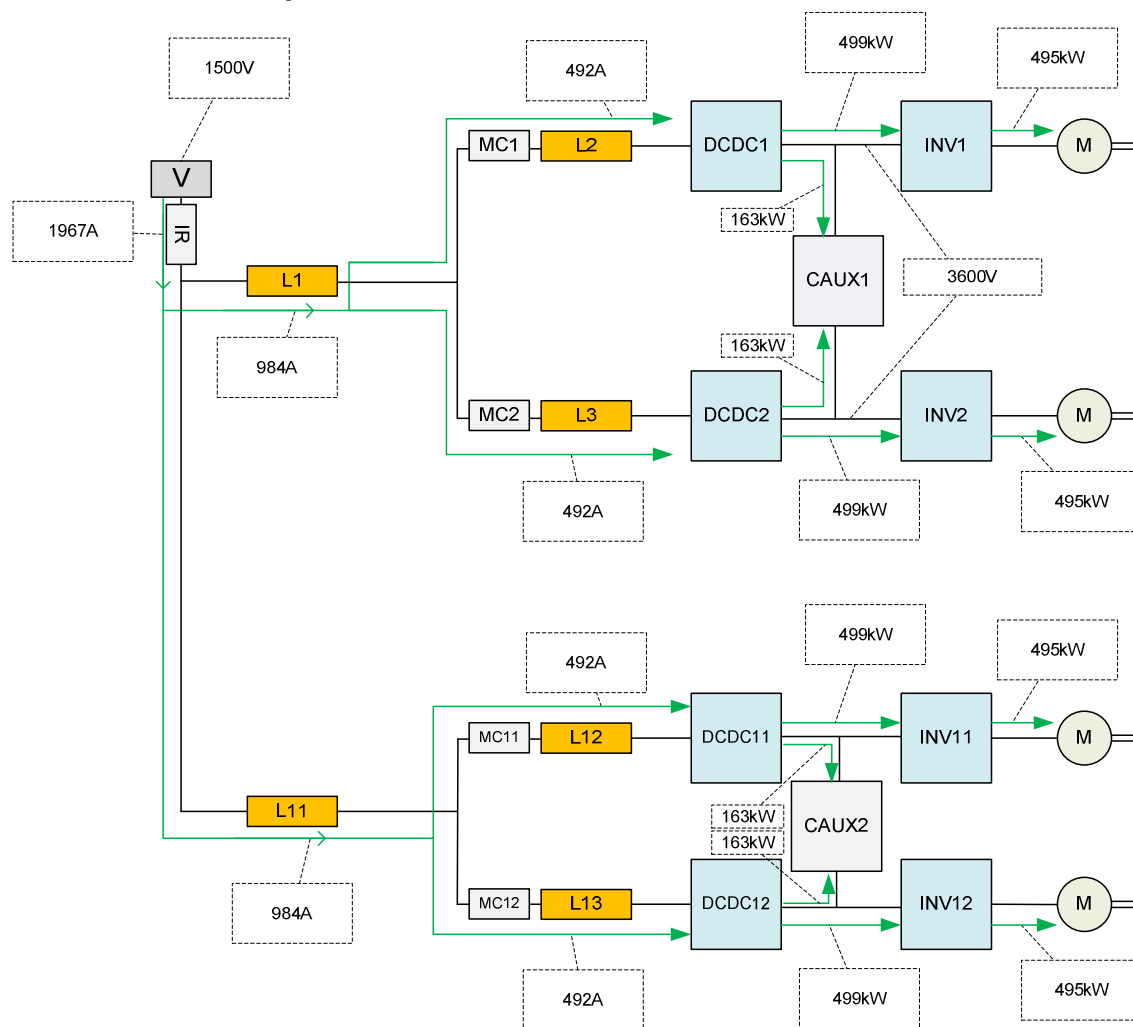 499kW
495kW
1500V
492A
MC1
L2
DCDC1
INV1
M
V
IR
1967A
163kW
L1
CAUX1
3600V
984A
163kW
MC2
L3
DCDC2
INV2
M
492A
499kW
495kW
499kW
495kW
492A
MC11
L12
DCDC11
INV11
M
163kW
163kW
CAUX2
L11
984A
MC12
L13
DCDC12
INV12
M
492A
499kW
495kW